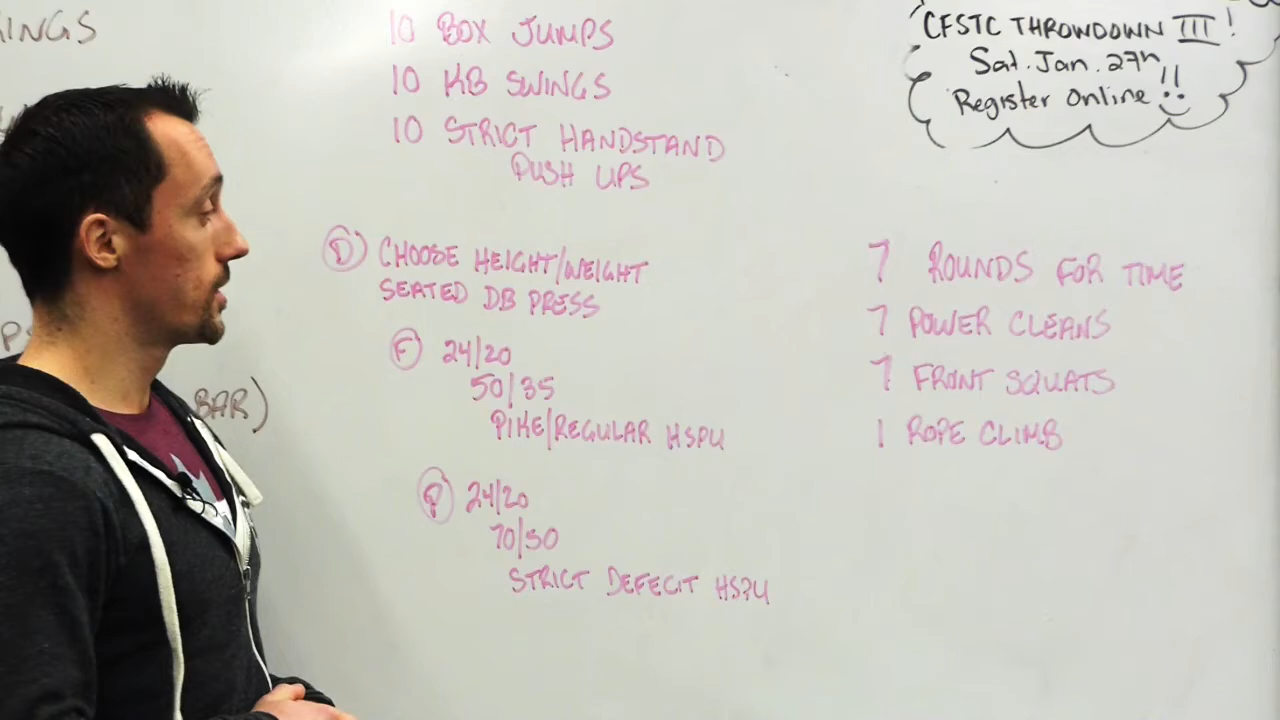 INGS
BAR)
10 BOX JUMPS
10 KB SWINGS
10 STRICT HANDSTAND
PUSH UPS
D) CHOOSE HEIGHT/WEIGHT
SEATED DB PRESS
F) 24/20
50/35
PIKE/REGULAR HSPU
P) 24/20
70/50
STRICT DEFECIT HSPU
CFSTC THROWDOWN III!
Sat. Jan. 27th
Register Online!!
7 ROUNDS FOR TIME
7 POWER CLEANS
7 FRONT SQUATS
1 ROPE CLIMB